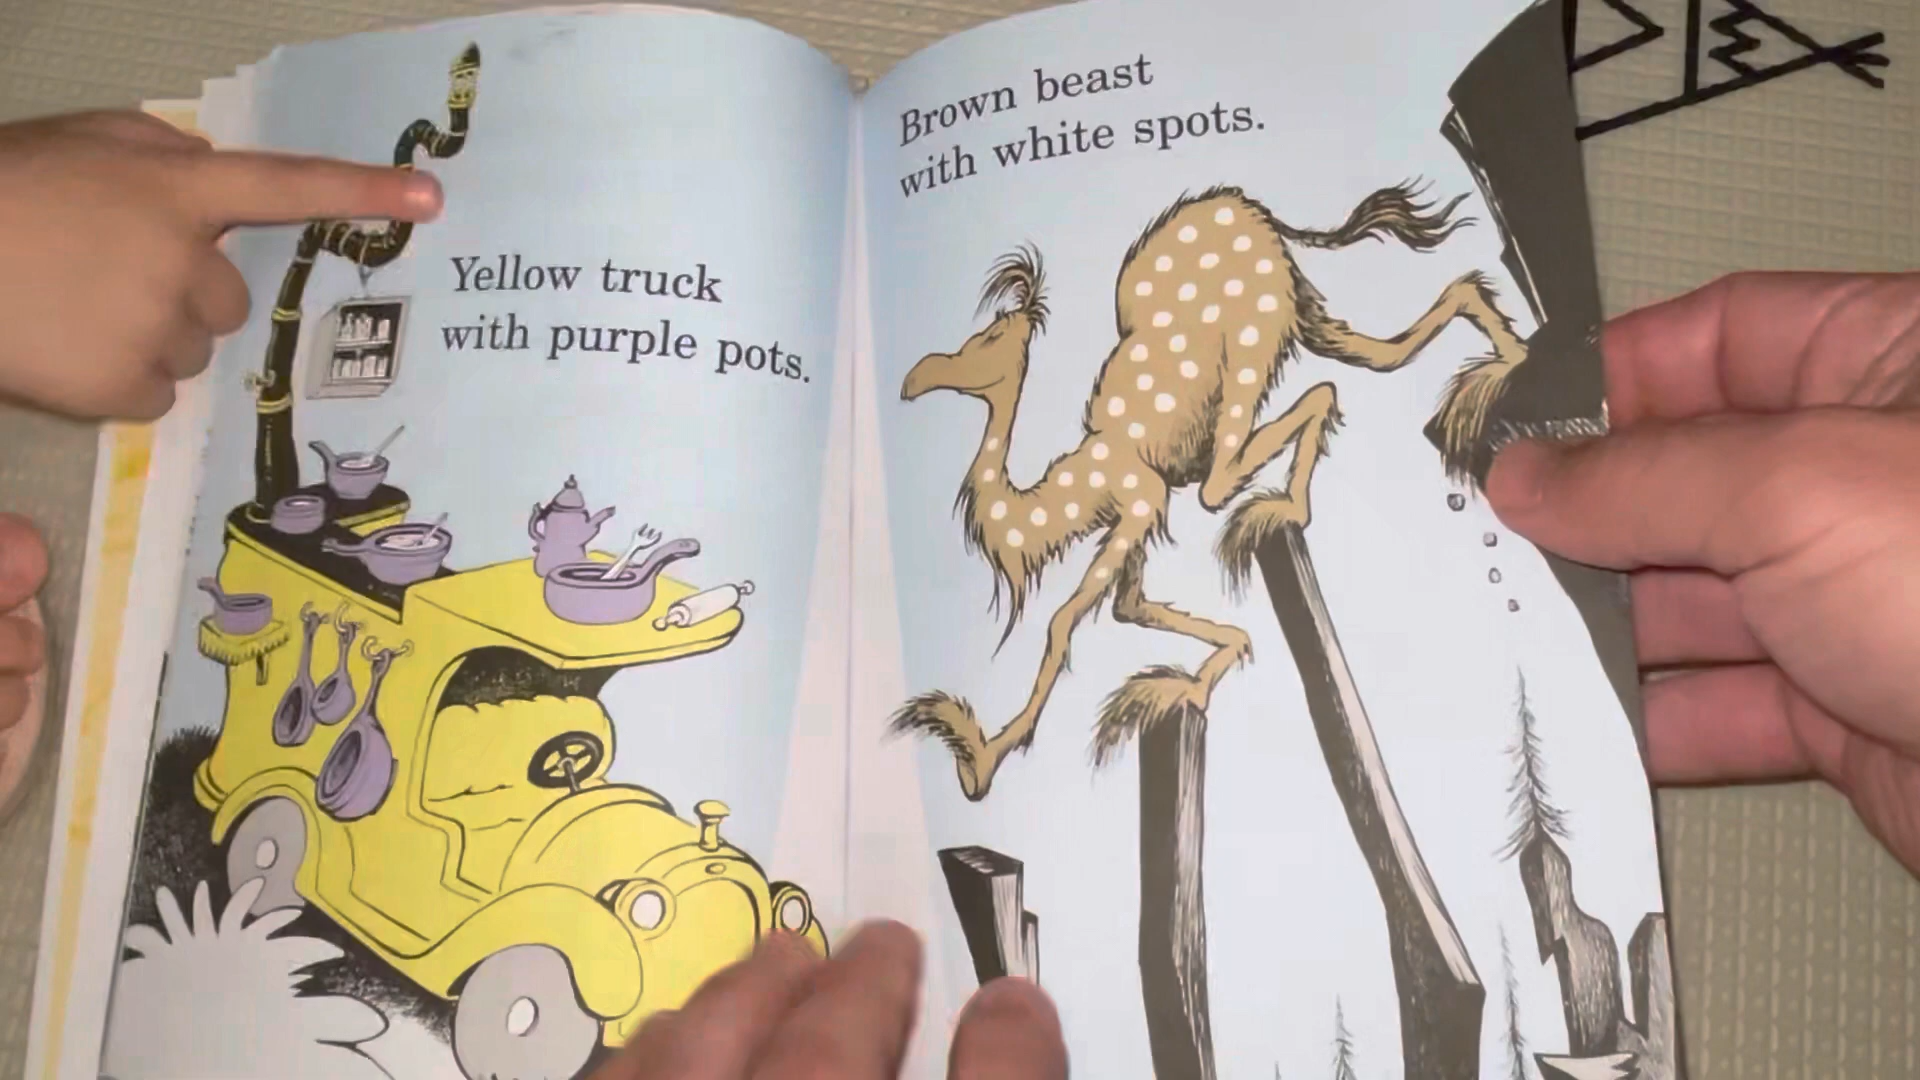 Yellow truck
with purple pots.
Brown beast
with white spots.